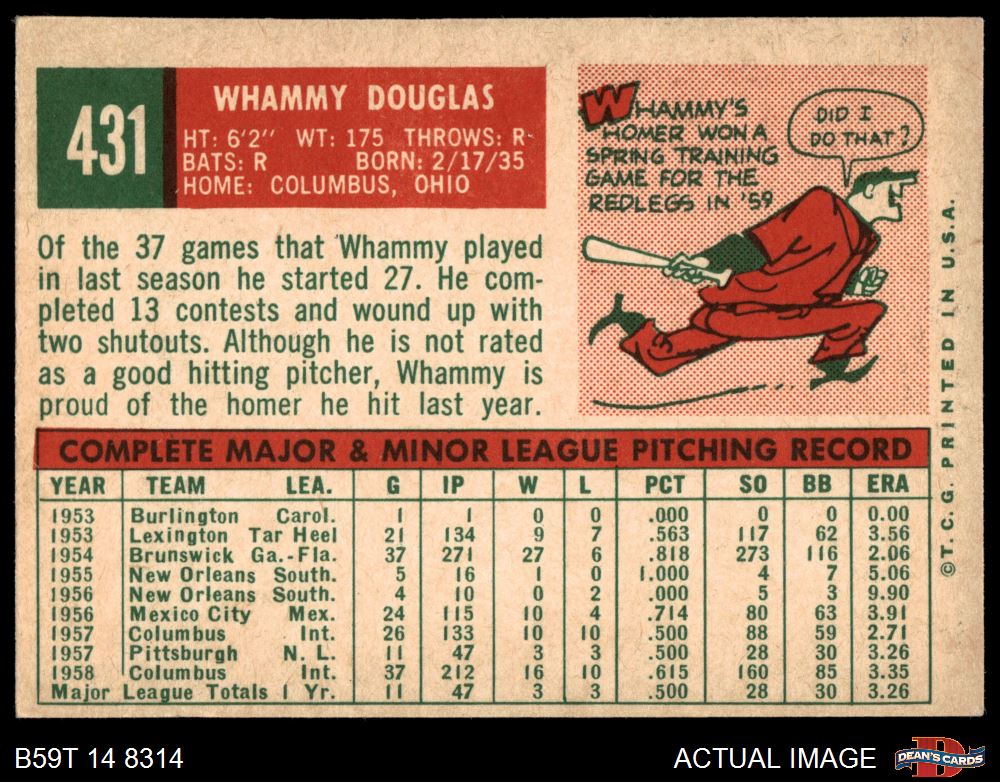 431
WHAMMY DOUGLAS
HT: 6'2" WT: 175 THROWS: R
BATS: R BORN: 2/17/35
HOME: COLUMBUS, OHIO
WHAMMY'S
HOMER WON A
SPRING TRAINING
GAME FOR THE
REDLEGS IN '59
DID I
DO THAT?
Of the 37 games that Whammy played
in last season he started 27. He com-
pleted 13 contests and wound up with
two shutouts. Although he is not rated
as a good hitting pitcher, Whammy is
proud of the homer he hit last year.
©T. C. G. PRINTED IN U.S.A.
COMPLETE MAJOR & MINOR LEAGUE PITCHING RECORD
YEAR TEAM LEA. G IP W L PCT SO BB ERA
1953 Burlington Carol. 1 1 0 0 .000 0 0 0.00
1953 Lexington Tar Heel 21 134 9 7 .563 117 62 3.56
1954 Brunswick Ga.-Fla. 37 271 27 6 .818 273 116 2.06
1955 New Orleans South. 5 16 1 0 1.000 4 7 5.06
1956 New Orleans South. 4 10 0 2 .000 5 3 9.90
1956 Mexico City Mex. 24 115 10 4 .714 80 63 3.91
1957 Columbus Int. 26 133 10 10 .500 88 59 2.71
1957 Pittsburgh N. L. 11 47 3 3 .500 28 30 3.26
1958 Columbus Int. 37 212 16 10 .615 160 85 3.35
Major League Totals 1 Yr. 11 47 3 3 .500 28 30 3.26
B59T 14 8314
ACTUAL IMAGE
DEAN'S CARDS